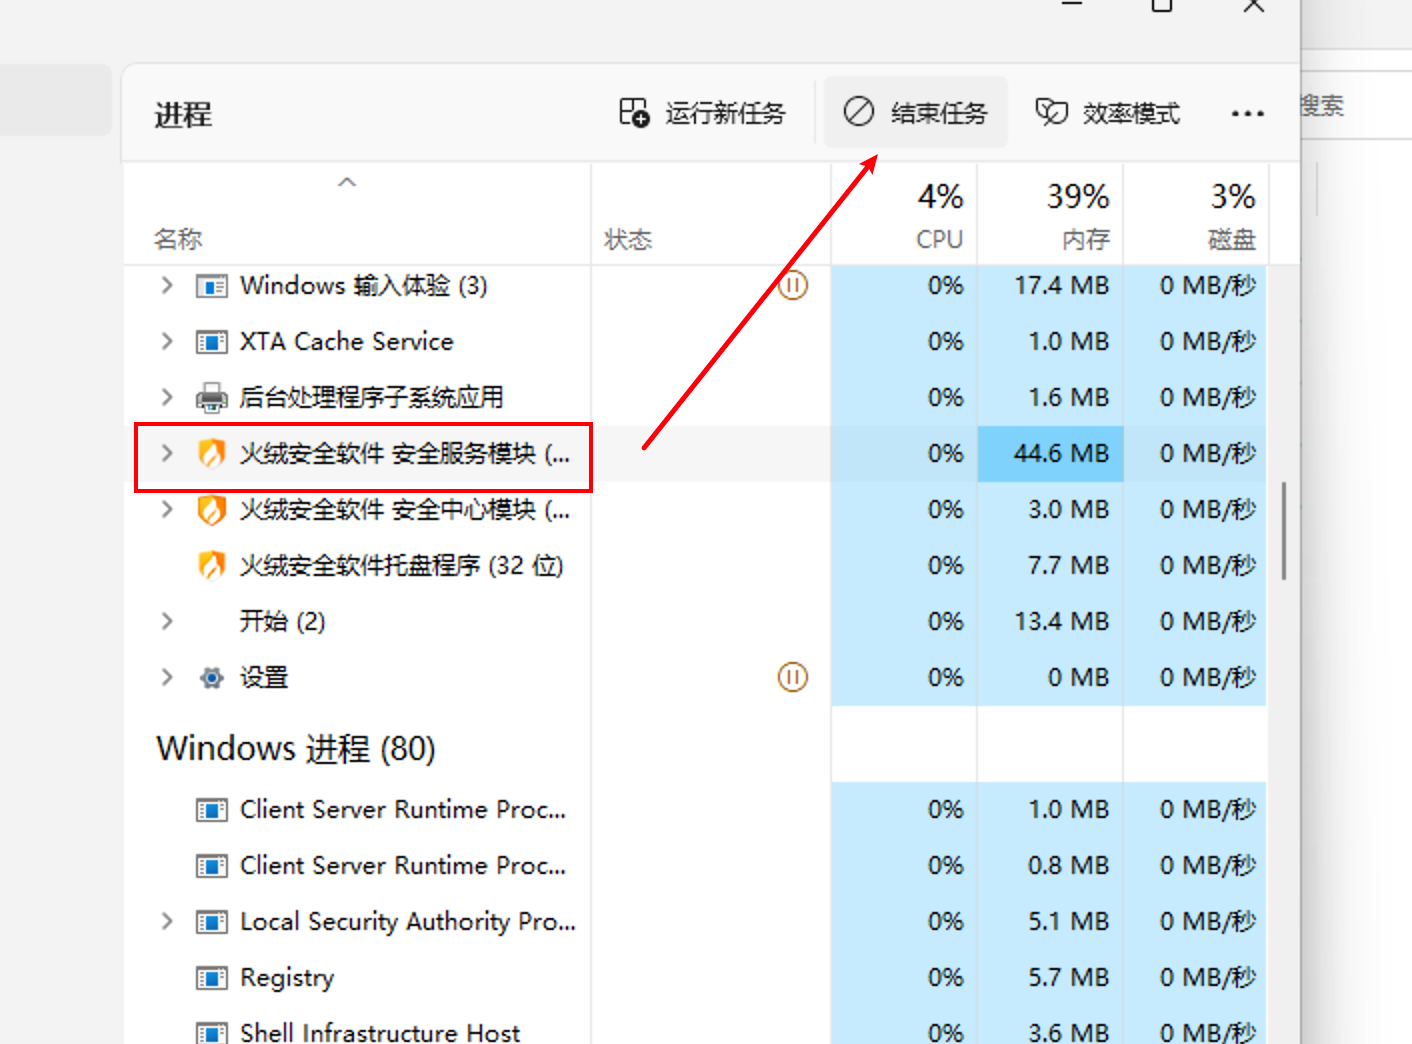 进程
运行新任务
结束任务
效率模式
搜索
4%
39%
3%
名称
状态
CPU
内存
磁盘
Windows 输入体验 (3) 0% 17.4 MB 0 MB/秒
XTA Cache Service 0% 1.0 MB 0 MB/秒
后台处理程序子系统应用 0% 1.6 MB 0 MB/秒
火绒安全软件 安全服务模块 (... 0% 44.6 MB 0 MB/秒
火绒安全软件 安全中心模块 (... 0% 3.0 MB 0 MB/秒
火绒安全软件托盘程序 (32 位) 0% 7.7 MB 0 MB/秒
开始 (2) 0% 13.4 MB 0 MB/秒
设置 0% 0 MB 0 MB/秒
Windows 进程 (80)
Client Server Runtime Proc... 0% 1.0 MB 0 MB/秒
Client Server Runtime Proc... 0% 0.8 MB 0 MB/秒
Local Security Authority Pro... 0% 5.1 MB 0 MB/秒
Registry 0% 5.7 MB 0 MB/秒
Shell Infrastructure Host 0% 3.6 MB 0 MB/秒